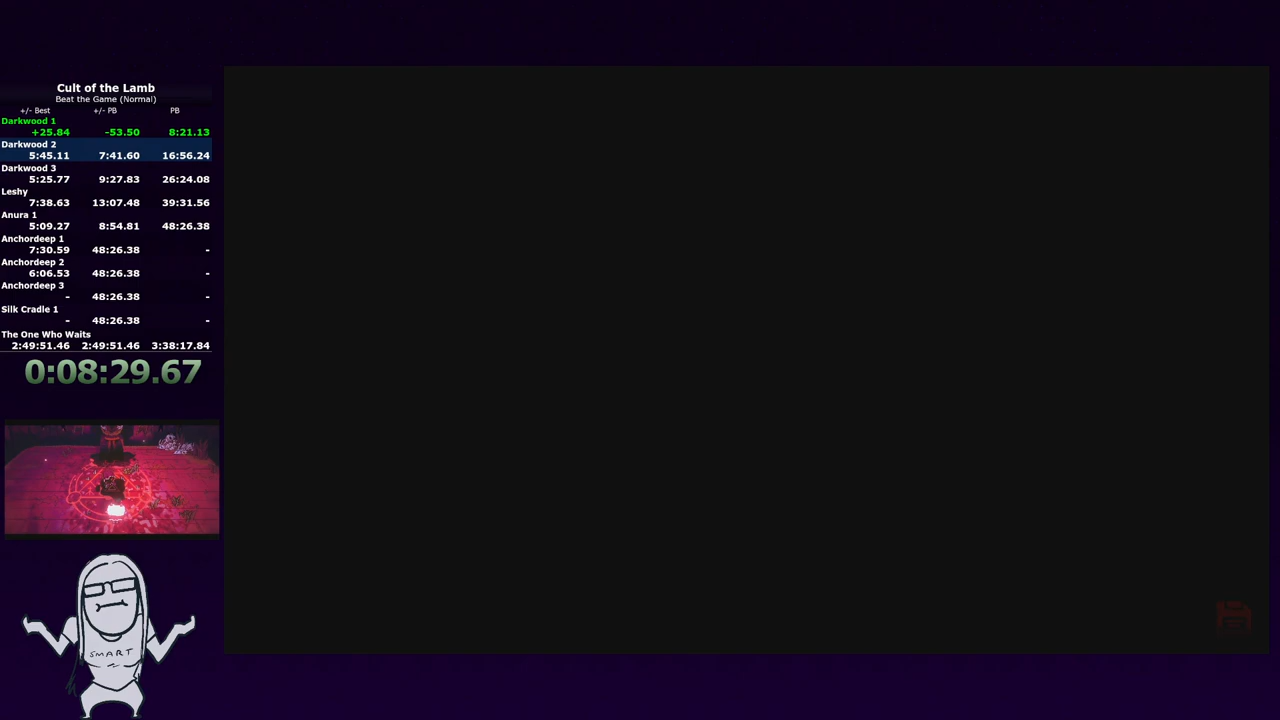 Cult of the Lamb
Beat the Game (Normal)
+/- Best +/- PB PB
Darkwood 1
+25.84 -53.50 8:21.13
Darkwood 2
5:45.11 7:41.60 16:56.24
Darkwood 3
5:25.77 9:27.83 26:24.08
Leshy
7:38.63 13:07.48 39:31.56
Anura 1
5:09.27 8:54.81 48:26.38
Anchordeep 1
7:30.59 48:26.38 -
Anchordeep 2
6:06.53 48:26.38 -
Anchordeep 3
- 48:26.38 -
Silk Cradle 1
- 48:26.38 -
The One Who Waits
2:49:51.46 2:49:51.46 3:38:17.84
0:08:29.67
SMART